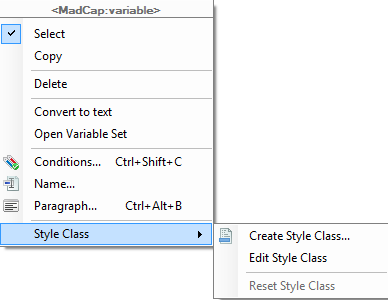 <MadCap:variable>
Select
Copy
Delete
Convert to text
Open Variable Set
Conditions... Ctrl+Shift+C
Name...
Paragraph... Ctrl+Alt+B
Style Class
Create Style Class...
Edit Style Class
Reset Style Class